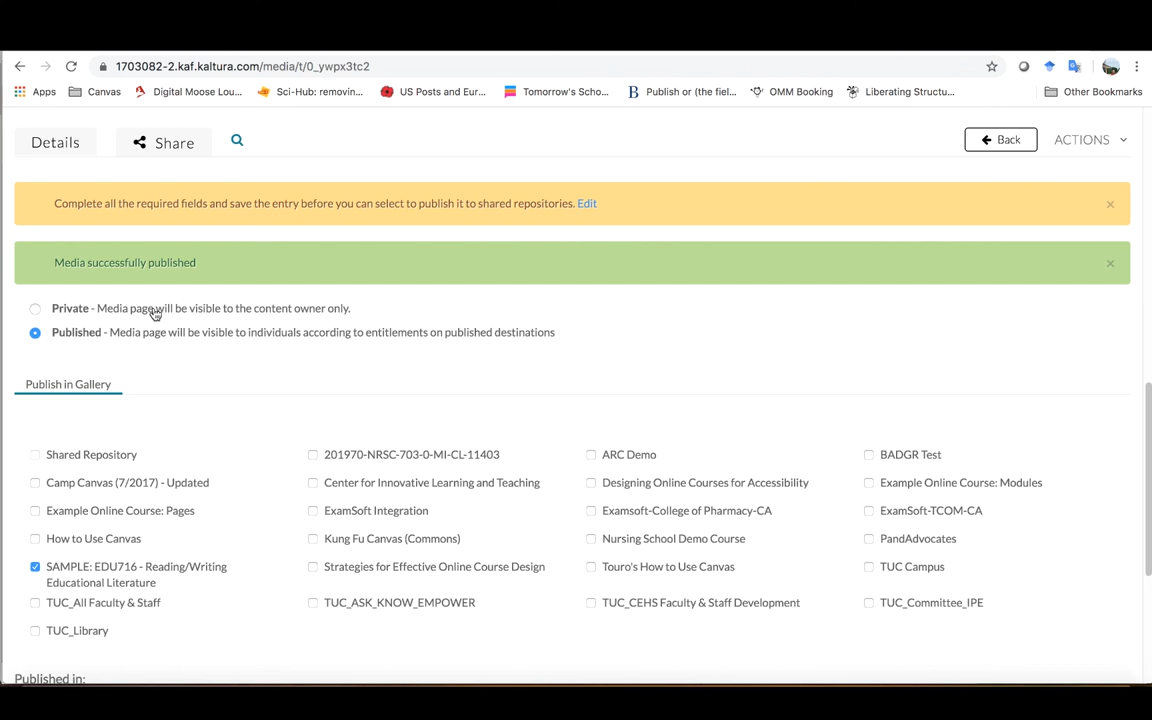 1703082-2.kaf.kaltura.com/media/t/0_ywpx3tc2
Apps Canvas Digital Moose Lou... Sci-Hub: removin... US Posts and Eur... Tomorrow's Scho... Publish or (the fiel... OMM Booking Liberating Structu... Other Bookmarks
Details Share Back ACTIONS
Complete all the required fields and save the entry before you can select to publish it to shared repositories. Edit
Media successfully published
Private - Media page will be visible to the content owner only.
Published - Media page will be visible to individuals according to entitlements on published destinations
Publish in Gallery
Shared Repository 201970-NRSC-703-0-MI-CL-11403 ARC Demo BADGR Test
Camp Canvas (7/2017) - Updated Center for Innovative Learning and Teaching Designing Online Courses for Accessibility Example Online Course: Modules
Example Online Course: Pages ExamSoft Integration Examsoft-College of Pharmacy-CA ExamSoft-TCOM-CA
How to Use Canvas Kung Fu Canvas (Commons) Nursing School Demo Course PandAdvocates
SAMPLE: EDU716 - Reading/Writing Strategies for Effective Online Course Design Touro's How to Use Canvas TUC Campus
Educational Literature
TUC_All Faculty & Staff TUC_ASK_KNOW_EMPOWER TUC_CEHS Faculty & Staff Development TUC_Committee_IPE
TUC_Library
Published in: